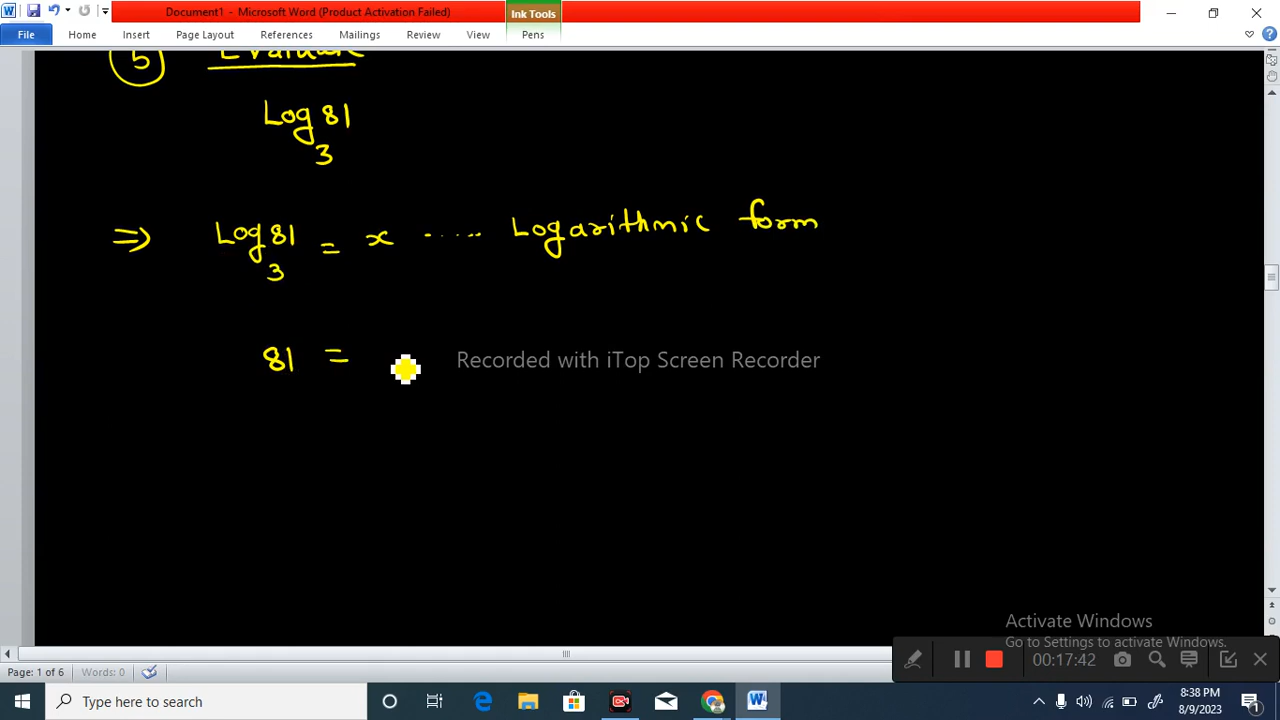 Document1 - Microsoft Word (Product Activation Failed)
Ink Tools
File Home Insert Page Layout References Mailings Review View Pens
5 Evaluate
Log 81
3
⇒ Log 81 = x ..... Logarithmic form
3
81 =
Recorded with iTop Screen Recorder
Activate Windows
Go to Settings to activate Windows.
00:17:42
Page: 1 of 6 Words: 0
Type here to search
8:38 PM
8/9/2023
1